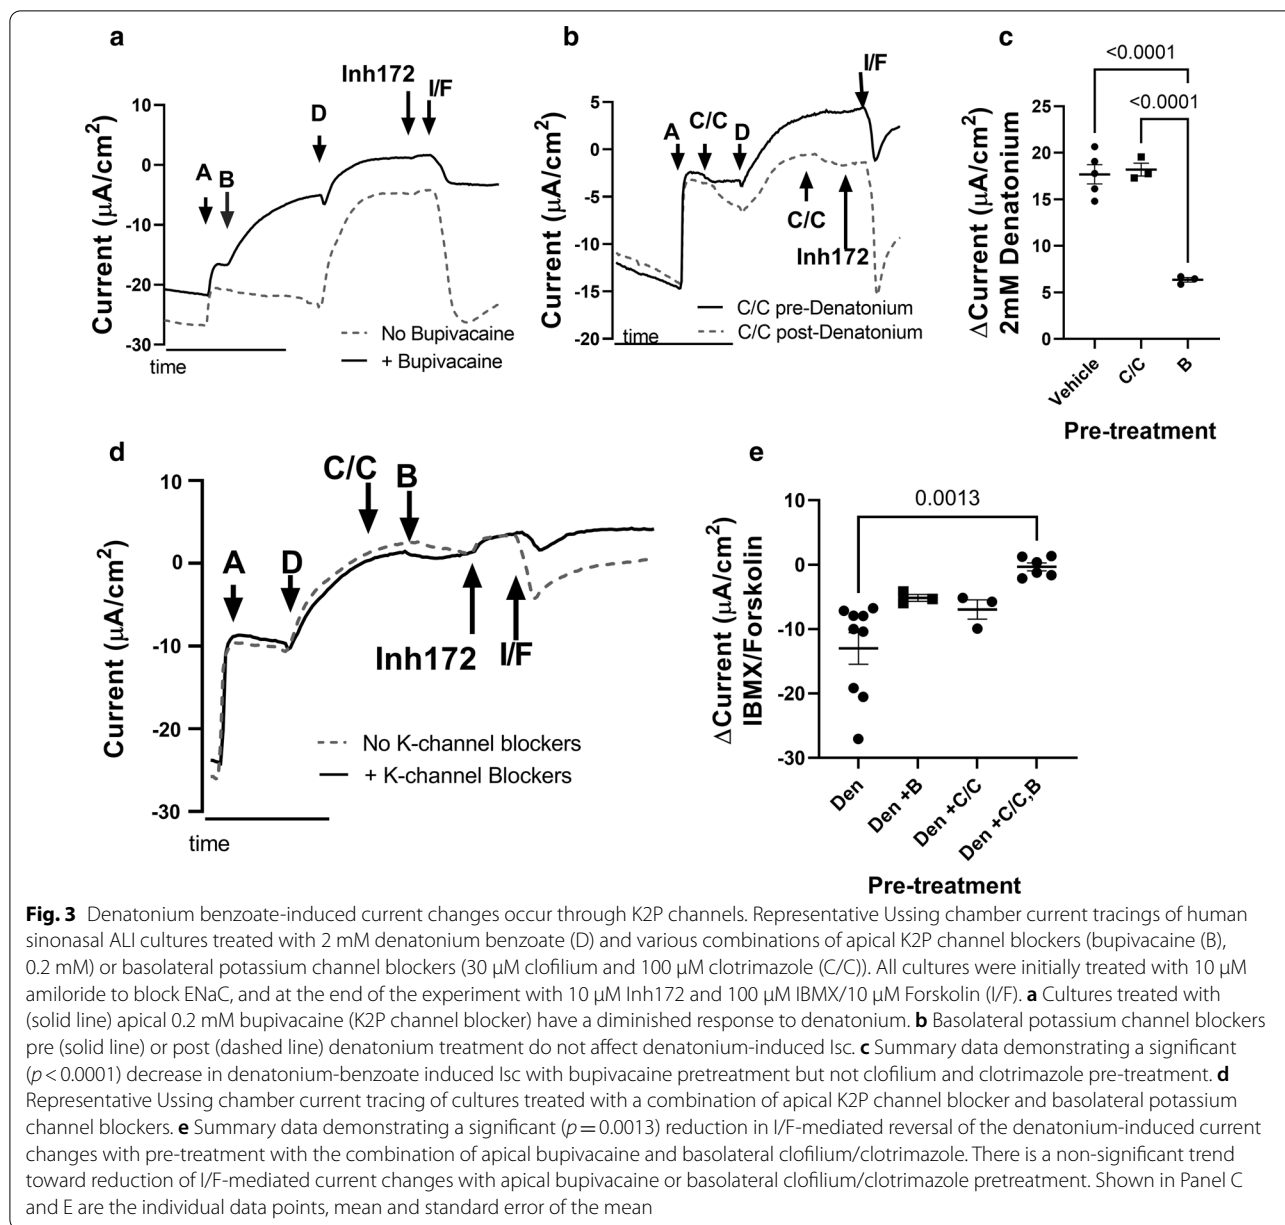 a
Current (μA/cm²)
10
0
-10
-20
-30
A
B
D
Inh172
I/F
No Bupivacaine
+ Bupivacaine
time
b
Current (μA/cm²)
5
0
-5
-10
-15
-20
A
C/C
D
I/F
C/C
Inh172
time
C/C pre-Denatonium
C/C post-Denatonium
c
<0.0001
<0.0001
ΔCurrent (μA/cm²)
2mM Denatonium
25
20
15
10
5
0
Vehicle
C/C
B
Pre-treatment
d
Current (μA/cm²)
10
0
-10
-20
-30
A
D
C/C
B
Inh172
I/F
No K-channel blockers
+ K-channel Blockers
time
e
0.0013
ΔCurrent (μA/cm²)
IBMX/Forskolin
10
0
-10
-20
-30
Den
Den +B
Den +C/C
Den +C/C,B
Pre-treatment
Fig. 3 Denatonium benzoate-induced current changes occur through K2P channels. Representative Ussing chamber current tracings of human
sinonasal ALI cultures treated with 2 mM denatonium benzoate (D) and various combinations of apical K2P channel blockers (bupivacaine (B),
0.2 mM) or basolateral potassium channel blockers (30 μM clofilium and 100 μM clotrimazole (C/C)). All cultures were initially treated with 10 μM
amiloride to block ENaC, and at the end of the experiment with 10 μM Inh172 and 100 μM IBMX/10 μM Forskolin (I/F). a Cultures treated with
(solid line) apical 0.2 mM bupivacaine (K2P channel blocker) have a diminished response to denatonium. b Basolateral potassium channel blockers
pre (solid line) or post (dashed line) denatonium treatment do not affect denatonium-induced Isc. c Summary data demonstrating a significant
(p < 0.0001) decrease in denatonium-benzoate induced Isc with bupivacaine pretreatment but not clofilium and clotrimazole pre-treatment. d
Representative Ussing chamber current tracing of cultures treated with a combination of apical K2P channel blocker and basolateral potassium
channel blockers. e Summary data demonstrating a significant (p = 0.0013) reduction in I/F-mediated reversal of the denatonium-induced current
changes with pre-treatment with the combination of apical bupivacaine and basolateral clofilium/clotrimazole. There is a non-significant trend
toward reduction of I/F-mediated current changes with apical bupivacaine or basolateral clofilium/clotrimazole pretreatment. Shown in Panel C
and E are the individual data points, mean and standard error of the mean